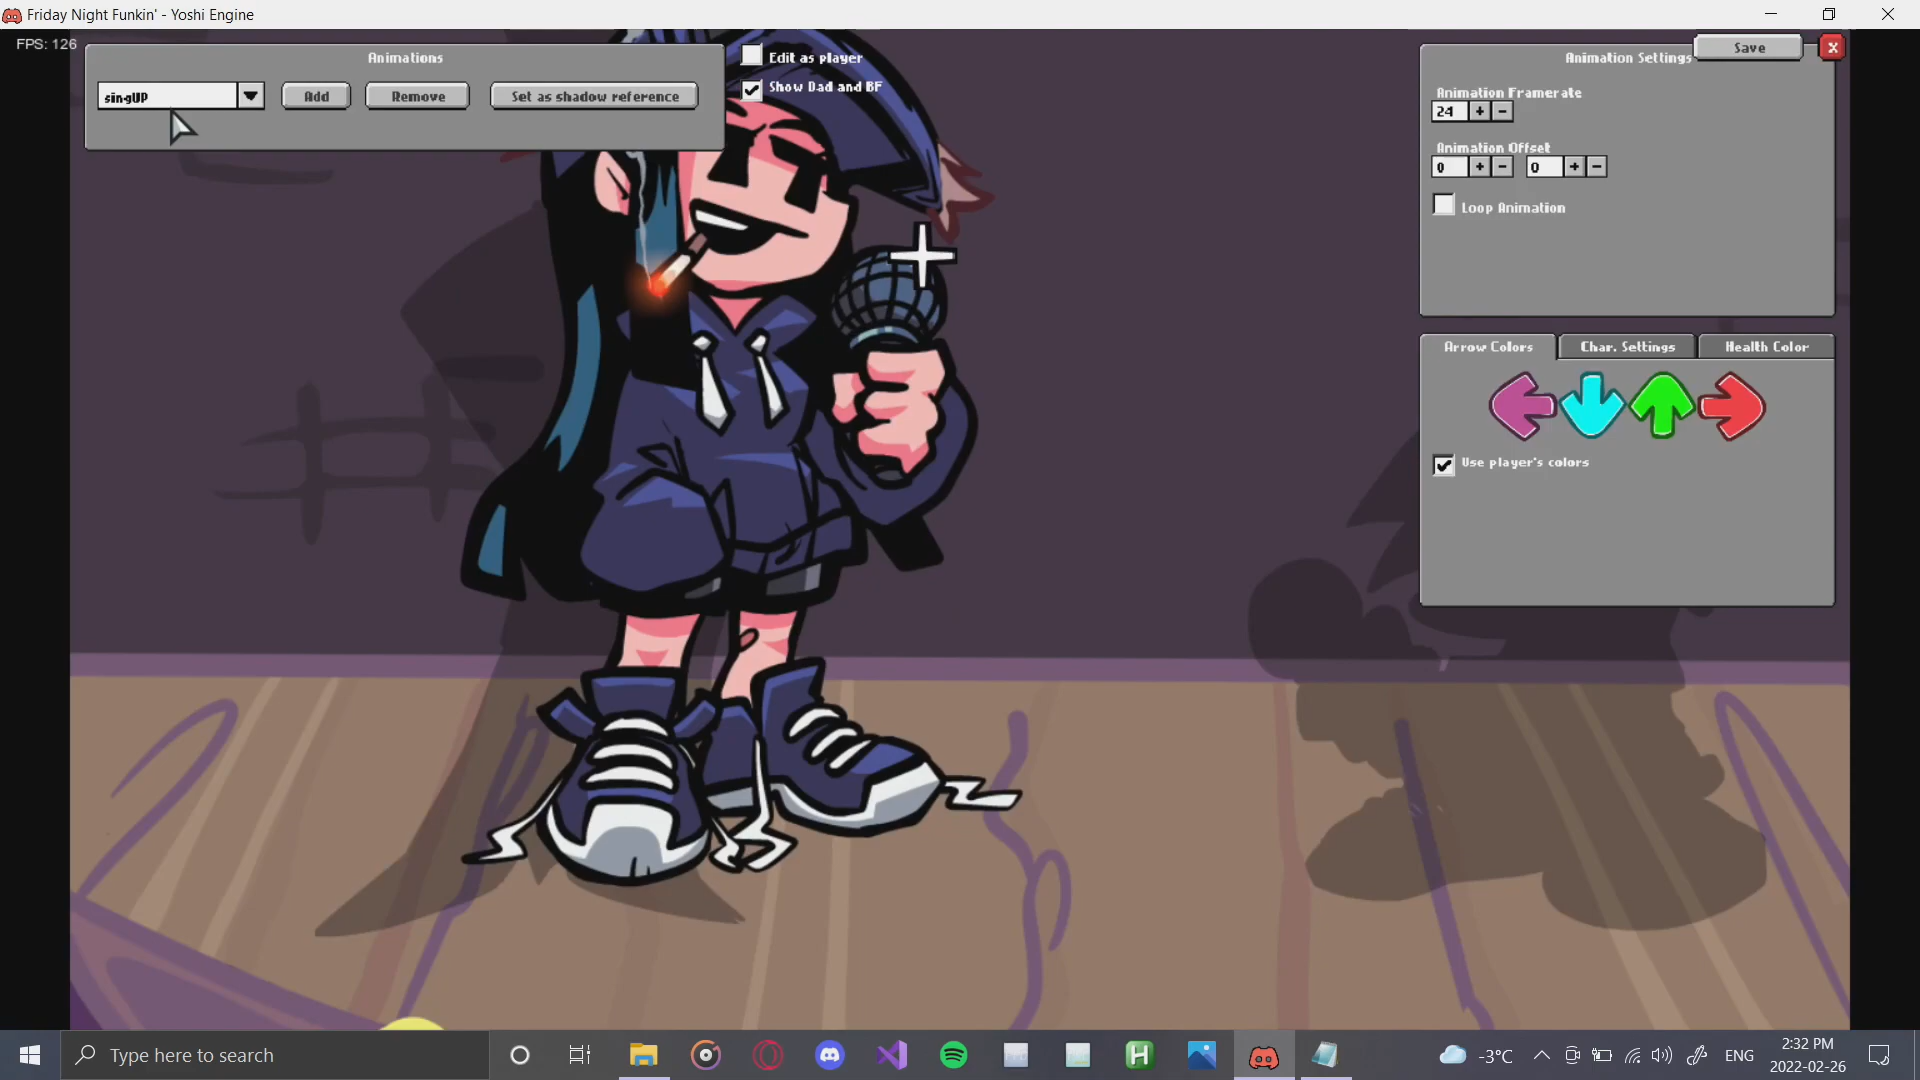 Friday Night Funkin' - Yoshi Engine
FPS: 126
Animations
singUP
Add
Remove
Set as shadow reference
Edit as player
Show Dad and BF
Save
X
Animation Settings
Animation Framerate
24 + -
Animation Offset
0 + - 0 + -
Loop Animation
Arrow Colors
Char. Settings
Health Color
Use player's colors
Type here to search
-3°C
ENG
2:32 PM
2022-02-26